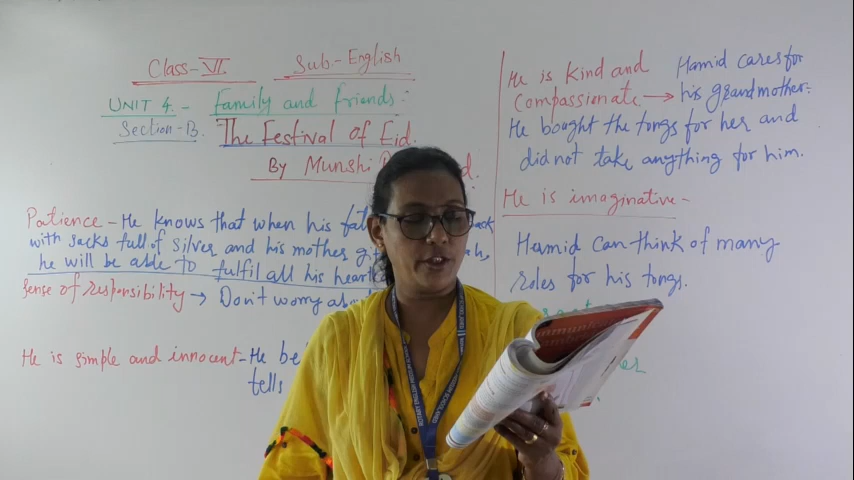 Class-VI Sub-English
UNIT 4.- Family and friends:
Section-B. The Festival of Eid.
By Munshi
Patience - He knows that when his
with sacks full of silver and his mother
he will be able to fulfil all his
sense of responsibility → Don't worry
He is simple and innocent - He
tells
He is kind and
Compassionate → Hamid cares for
his grandmother.
He bought the tongs for her and
did not take anything for him.
He is imaginative -
Hamid can think of many
roles for his tongs.